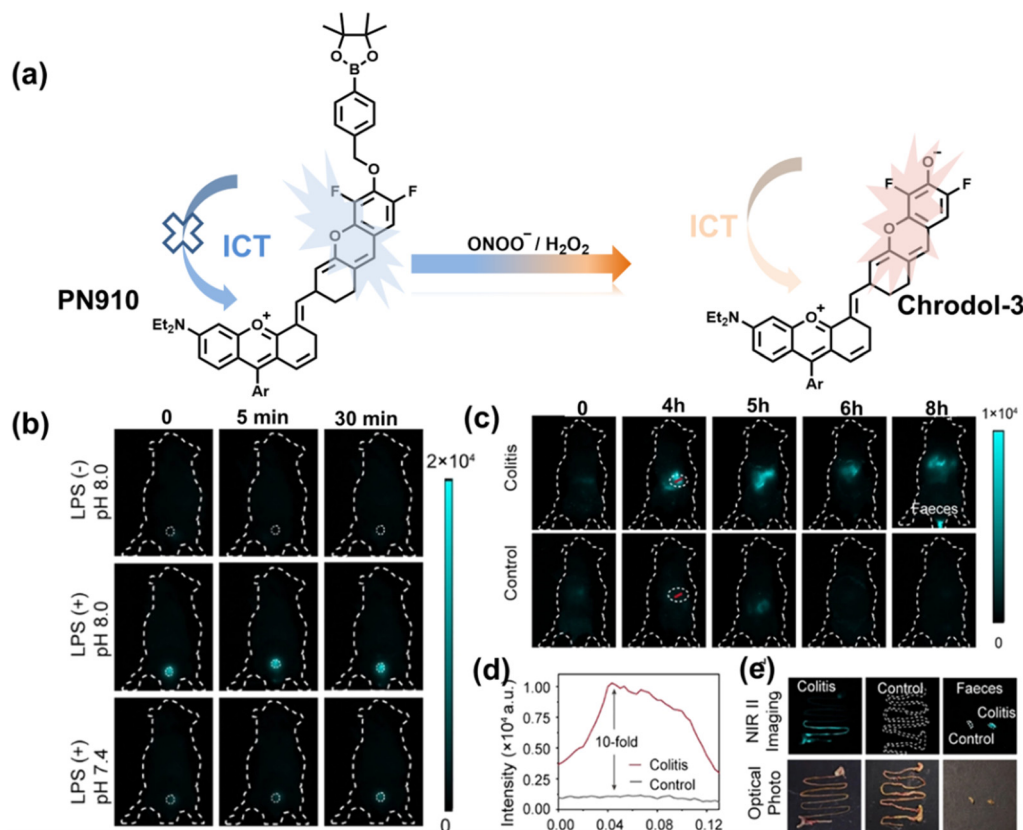 (a)
O O
B
O
F F
O
ICT
PN910
Et₂N
O
+
Ar
ONOO⁻ / H₂O₂
O⁻
F F
O
ICT
Chrodol-3
Et₂N
O
+
Ar
(b)
0 5 min 30 min
LPS (-)
pH 8.0
LPS (+)
pH 8.0
LPS (+)
pH 7.4
2×10⁴
0
(c)
0 4h 5h 6h 8h
Colitis
Faeces
Control
1×10⁴
0
(d)
Intensity (×10⁴ a.u.)
1.00
0.75
0.50
0.25
0.00
10-fold
Colitis
Control
0.00 0.04 0.08 0.12
(e)
NIR II
Imaging
Colitis Control Faeces
Colitis
Control
Optical
Photo